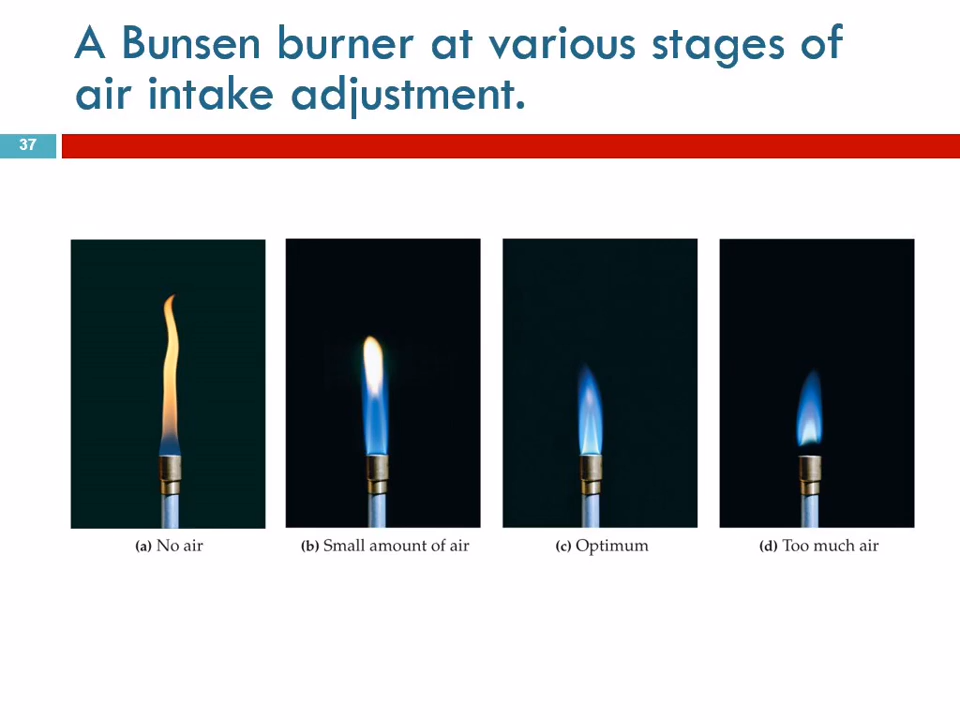 A Bunsen burner at various stages of
air intake adjustment.
37
(a) No air
(b) Small amount of air
(c) Optimum
(d) Too much air